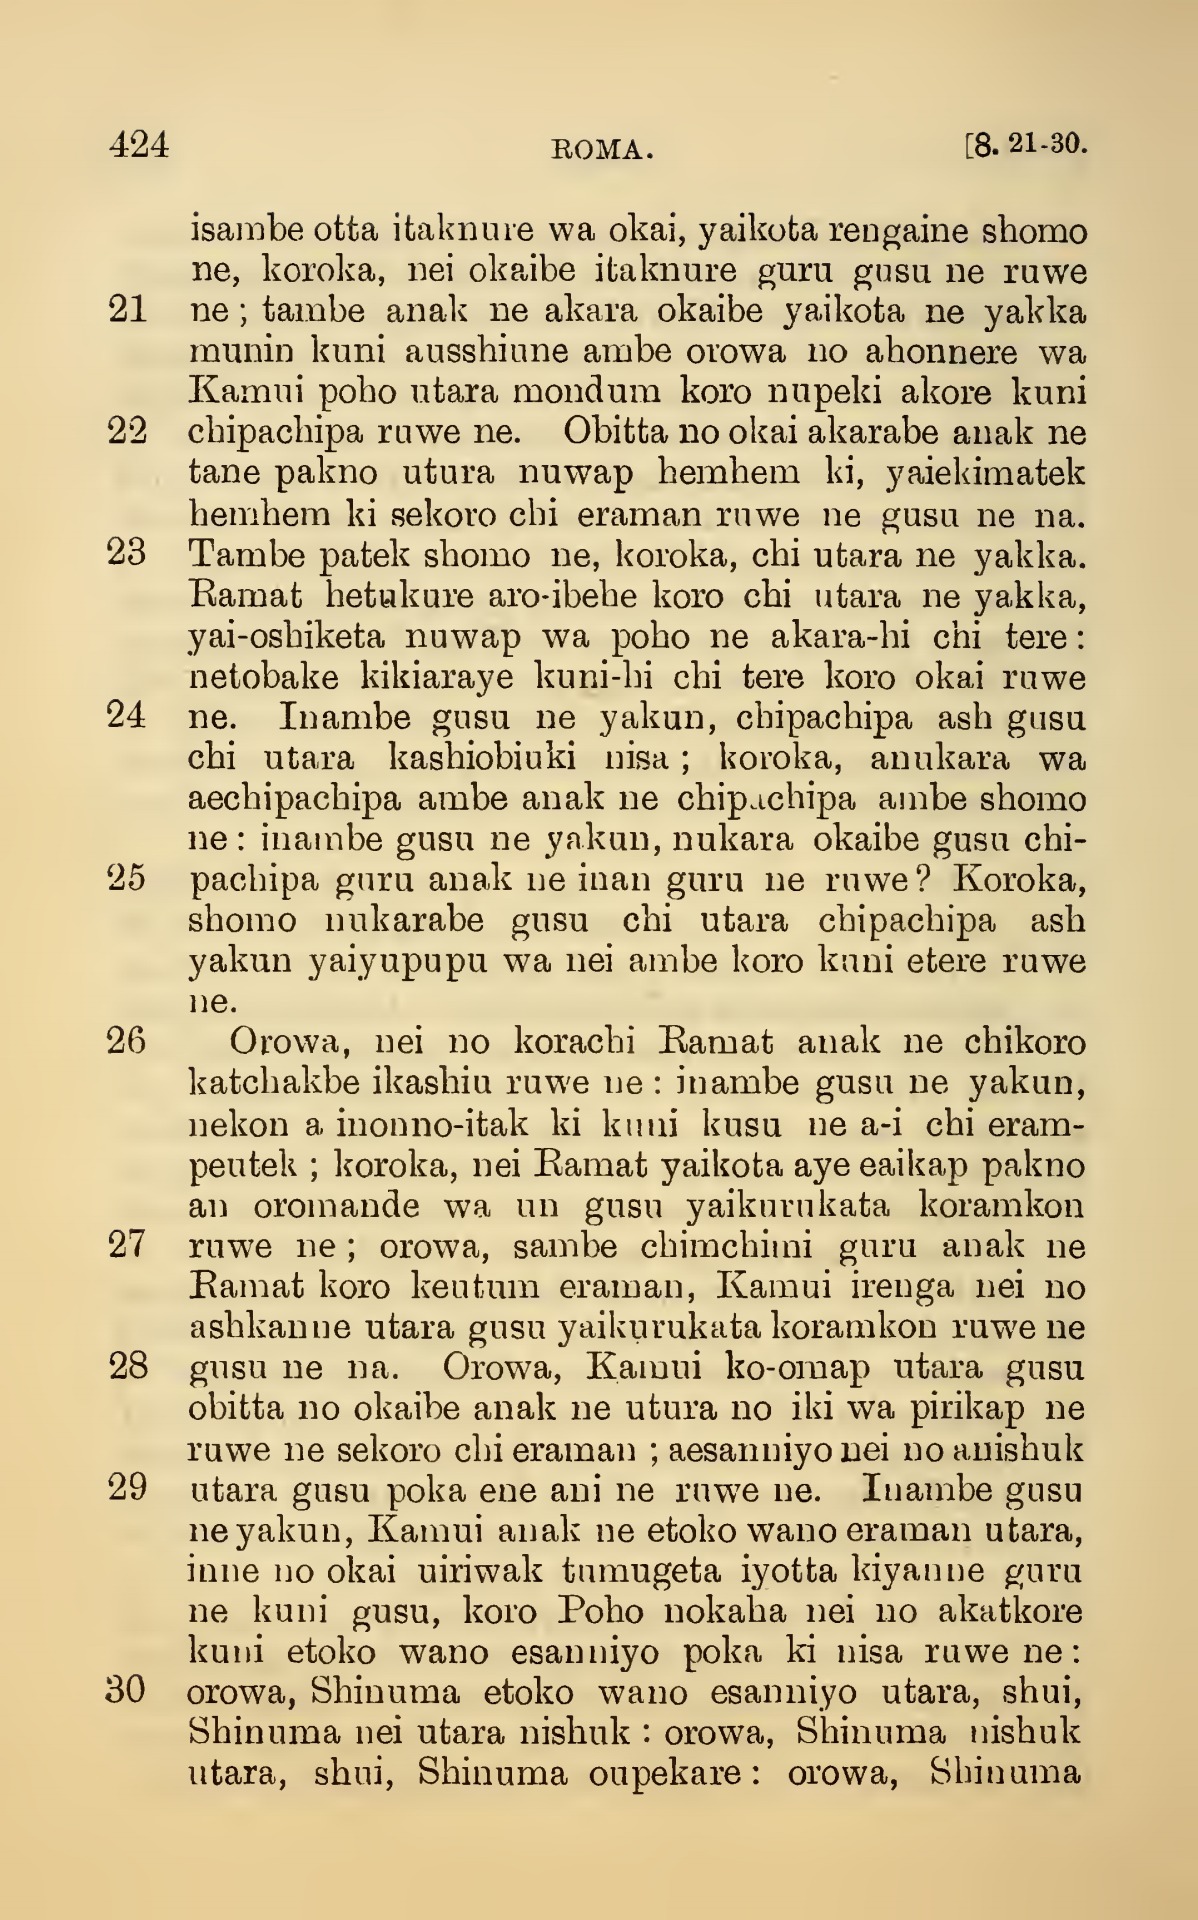 424 ROMA. [8. 21-30.
isambe otta itaknure wa okai, yaikota rengaine shomo
ne, koroka, nei okaibe itaknure guru gusu ne ruwe
21 ne ; tambe anak ne akara okaibe yaikota ne yakka
munin kuni ausshiune ambe orowa no ahonnere wa
Kamui poho utara mondum koro nupeki akore kuni
22 chipachipa ruwe ne. Obitta no okai akarabe anak ne
tane pakno utura nuwap hemhem ki, yaiekimatek
hemhem ki sekoro chi eraman ruwe ne gusu ne na.
23 Tambe patek shomo ne, koroka, chi utara ne yakka.
Ramat hetukure aro-ibehe koro chi utara ne yakka,
yai-oshiketa nuwap wa poho ne akara-hi chi tere :
netobake kikiaraye kuni-hi chi tere koro okai ruwe
24 ne. Inambe gusu ne yakun, chipachipa ash gusu
chi utara kashiobiuki nisa ; koroka, anukara wa
aechipachipa ambe anak ne chipachipa ambe shomo
ne : inambe gusu ne yakun, nukara okaibe gusu chi-
25 pachipa guru anak ne inan guru ne ruwe? Koroka,
shomo nukarabe gusu chi utara chipachipa ash
yakun yaiyupupu wa nei ambe koro kuni etere ruwe
ne.
26 Orowa, nei no korachi Ramat anak ne chikoro
katchakbe ikashiu ruwe ne : inambe gusu ne yakun,
nekon a inonno-itak ki kuni kusu ne a-i chi eram-
peutek ; koroka, nei Ramat yaikota aye eaikap pakno
an oromande wa un gusu yaikurukata koramkon
27 ruwe ne ; orowa, sambe chimchimi guru anak ne
Ramat koro keutum eraman, Kamui irenga nei no
ashkanne utara gusu yaikurukata koramkon ruwe ne
28 gusu ne na. Orowa, Kamui ko-omap utara gusu
obitta no okaibe anak ne utura no iki wa pirikap ne
ruwe ne sekoro chi eraman ; aesanniyo nei no anishuk
29 utara gusu poka ene ani ne ruwe ne. Inambe gusu
ne yakun, Kamui anak ne etoko wano eraman utara,
inne no okai uiriwak tumugeta iyotta kiyanne guru
ne kuni gusu, koro Poho nokaha nei no akatkore
kuni etoko wano esanniyo poka ki nisa ruwe ne :
30 orowa, Shinuma etoko wano esanniyo utara, shui,
Shinuma nei utara nishuk : orowa, Shinuma nishuk
utara, shui, Shinuma oupekare : orowa, Shinuma